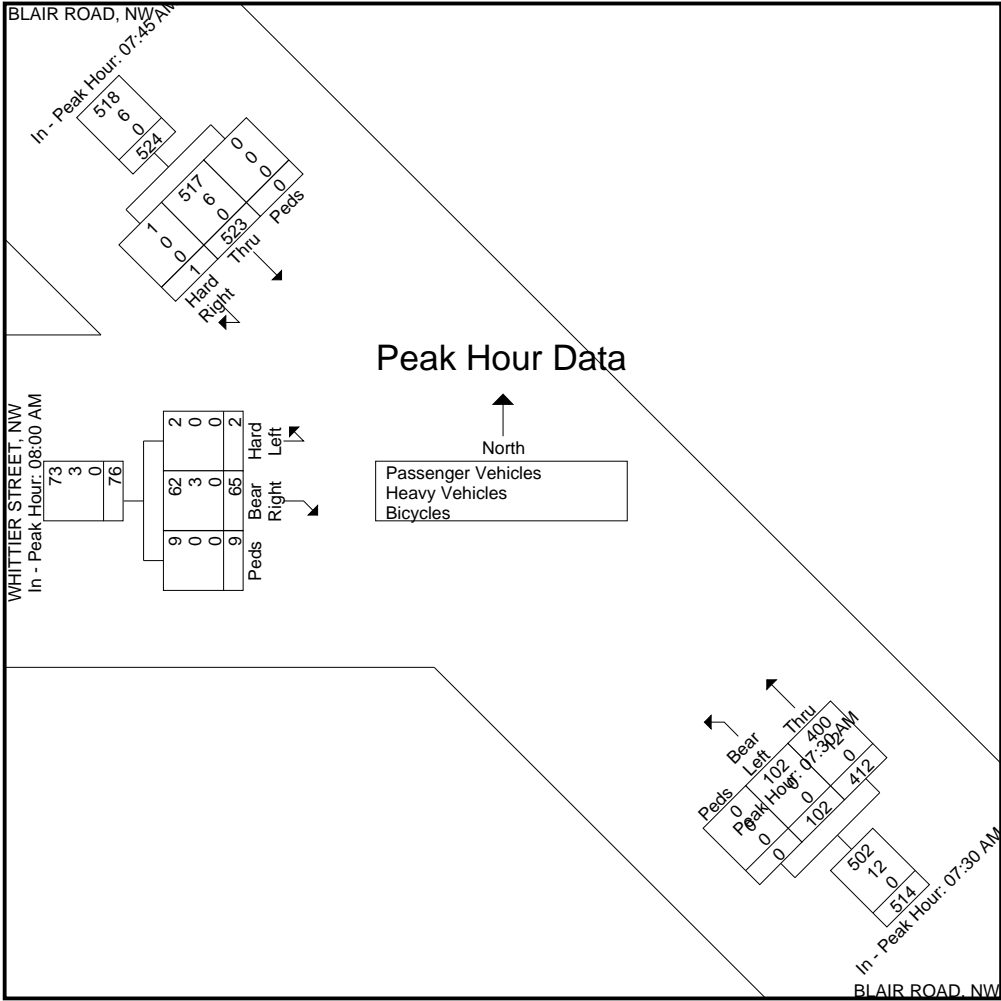 BLAIR ROAD, NW
In - Peak Hour: 07:45 AM
518
6
0
524
1
0
0
1
517
6
0
523
0
0
0
0
Hard
Right
Thru
Peds
Peak Hour Data
North
Passenger Vehicles
Heavy Vehicles
Bicycles
WHITTIER STREET, NW
In - Peak Hour: 08:00 AM
73
3
0
76
2
0
0
2
Hard
Left
62
3
0
65
Bear
Right
9
0
0
9
Peds
Peds
Bear
Left
Thru
0
0
0
0
102
0
0
102
400
12
0
412
Peak Hour: 07:30 AM
502
12
0
514
In - Peak Hour: 07:30 AM
BLAIR ROAD, NW